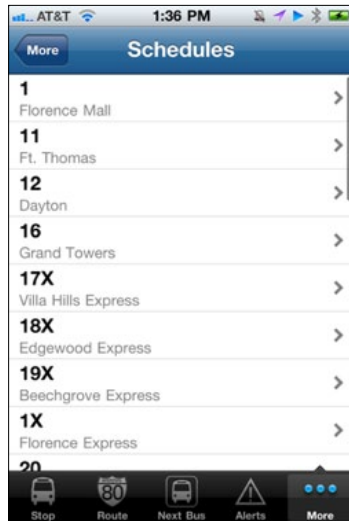 AT&T 1:36 PM
More Schedules
1
Florence Mall
11
Ft. Thomas
12
Dayton
16
Grand Towers
17X
Villa Hills Express
18X
Edgewood Express
19X
Beechgrove Express
1X
Florence Express
20
80
Stop Route Next Bus Alerts More